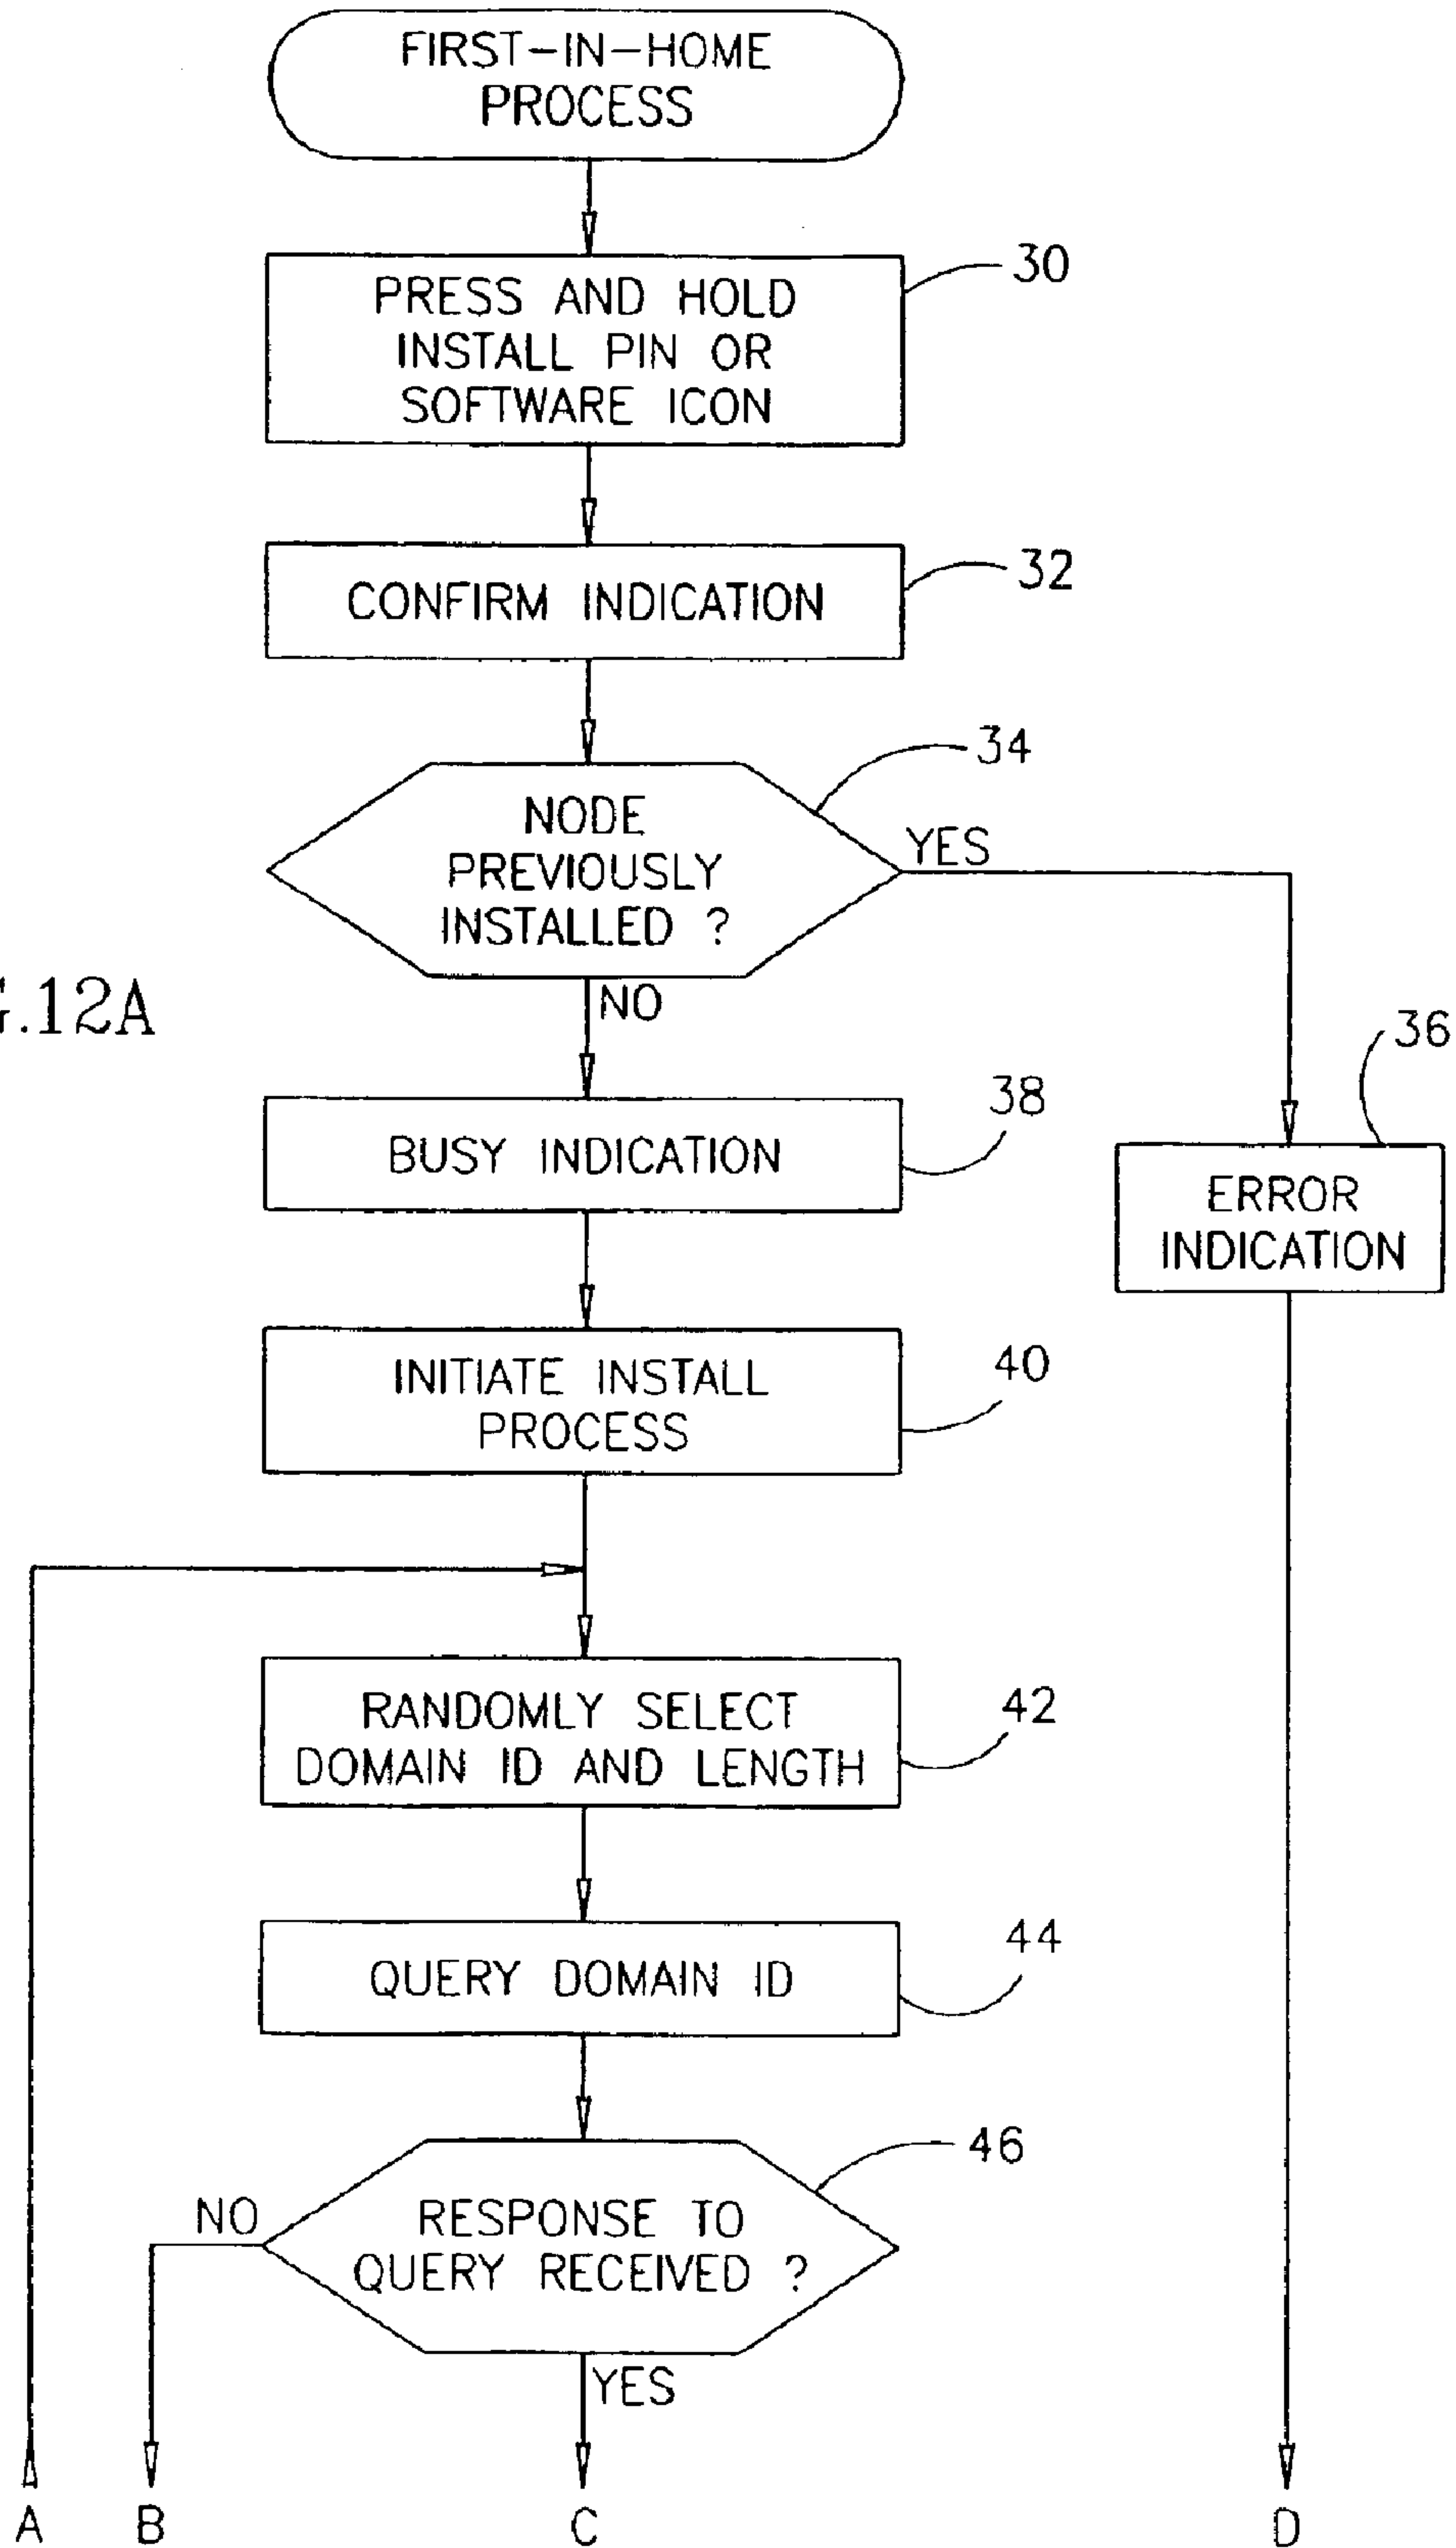 FIRST-IN-HOME
PROCESS
30
PRESS AND HOLD
INSTALL PIN OR
SOFTWARE ICON
32
CONFIRM INDICATION
34
NODE
PREVIOUSLY
INSTALLED ?
YES
NO
.12A
36
38
BUSY INDICATION
ERROR
INDICATION
INITIATE INSTALL
PROCESS
40
RANDOMLY SELECT
DOMAIN ID AND LENGTH
42
44
QUERY DOMAIN ID
46
NO
RESPONSE TO
QUERY RECEIVED ?
YES
A B C D